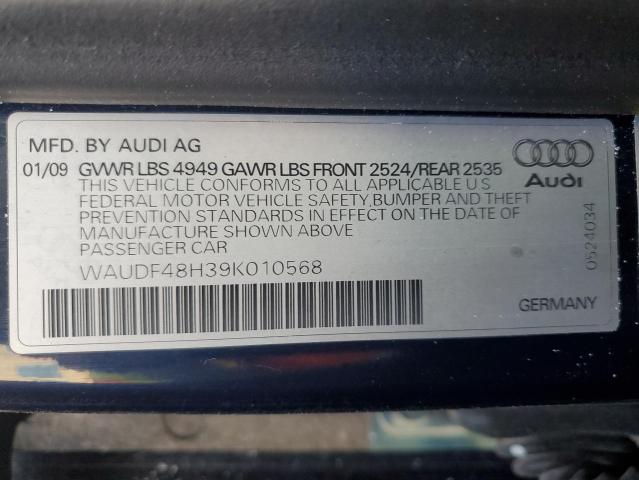 MFD. BY AUDI AG
01/09 GVWR LBS 4949 GAWR LBS FRONT 2524/REAR 2535
THIS VEHICLE CONFORMS TO ALL APPLICABLE U S
FEDERAL MOTOR VEHICLE SAFETY, BUMPER AND THEFT
PREVENTION STANDARDS IN EFFECT ON THE DATE OF
MANUFACTURE SHOWN ABOVE
PASSENGER CAR
WAUDF48H39K010568
Audi
0524034
GERMANY